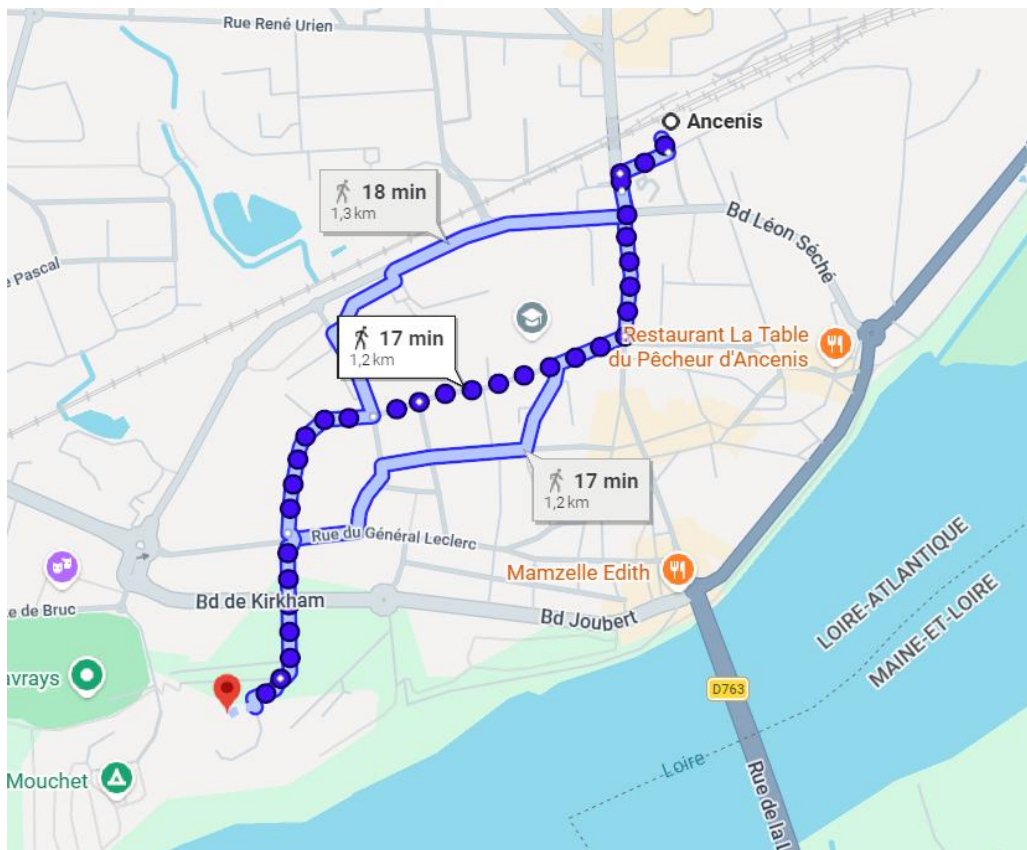 Rue René Urien
Ancenis
18 min
1,3 km
Bd Léon Séché
e Pascal
17 min
1,2 km
Restaurant La Table
du Pêcheur d'Ancenis
17 min
1,2 km
Rue du Général Leclerc
Mamzelle Edith
LOIRE-ATLANTIQUE
MAINE-ET-LOIRE
te de Bruc
Bd de Kirkham
Bd Joubert
avrays
D763
Mouchet
Loire
Rue de la L